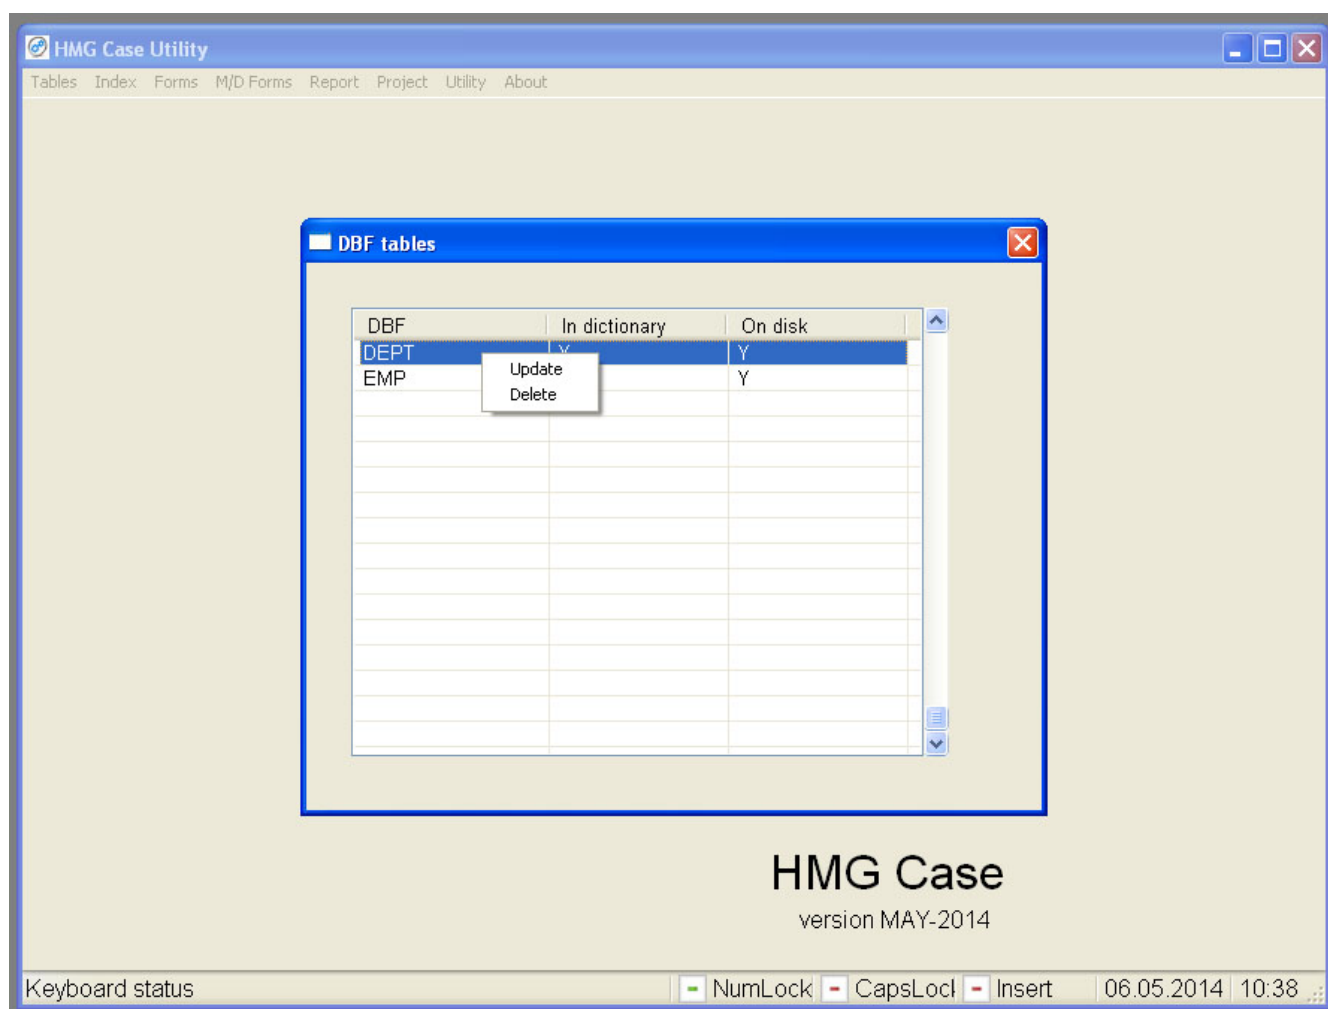 HMG Case Utility
Tables Index Forms M/D Forms Report Project Utility About
DBF tables
DBF In dictionary On disk
DEPT Y Y
Update
EMP Y
Delete
HMG Case
version MAY-2014
Keyboard status NumLock CapsLocl Insert 06.05.2014 10:38